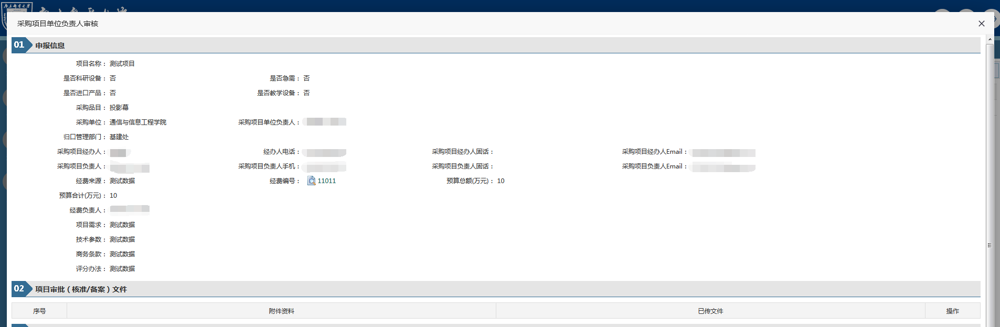 采购项目单位负责人审核
01 申报信息
项目名称： 测试项目
是否科研设备： 否 是否急需： 否
是否进口产品： 否 是否教学设备： 否
采购品目： 投影幕
采购单位： 通信与信息工程学院 采购项目单位负责人：
归口管理部门： 基建处
采购项目经办人： 经办人电话： 采购项目经办人固话： 采购项目经办人Email：
采购项目负责人： 采购项目负责人手机： 采购项目负责人固话： 采购项目负责人Email：
经费来源： 测试数据 经费编号： 11011 预算总额(万元)： 10
预算合计(万元)： 10
经费负责人：
项目需求： 测试数据
技术参数： 测试数据
商务条款： 测试数据
评分办法： 测试数据
02 项目审批（核准/备案）文件
序号 附件资料 已传文件 操作